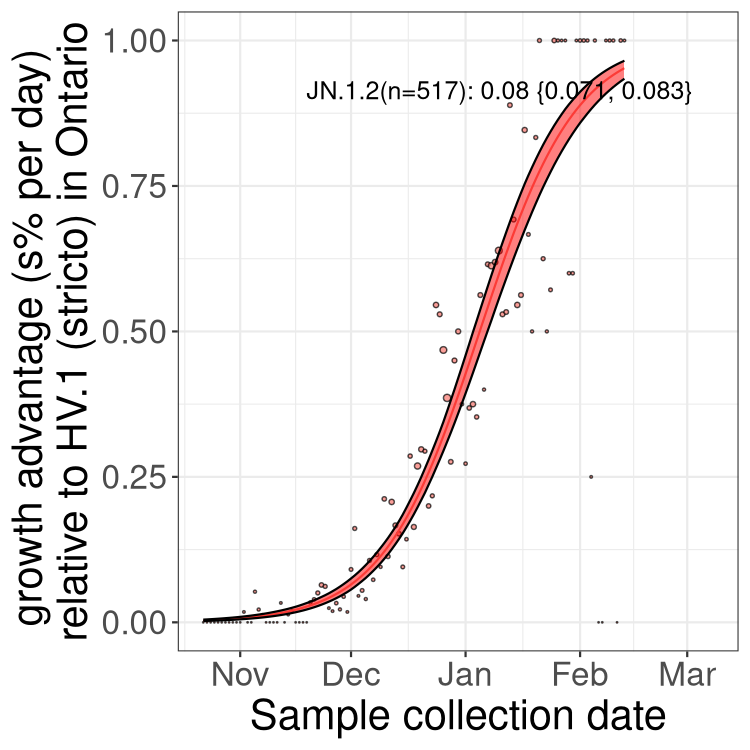 growth advantage (s% per day)
relative to HV.1 (stricto) in Ontario
1.00
0.75
0.50
0.25
0.00
JN.1.2(n=517): 0.08 {0.071, 0.083}
Nov Dec Jan Feb Mar
Sample collection date